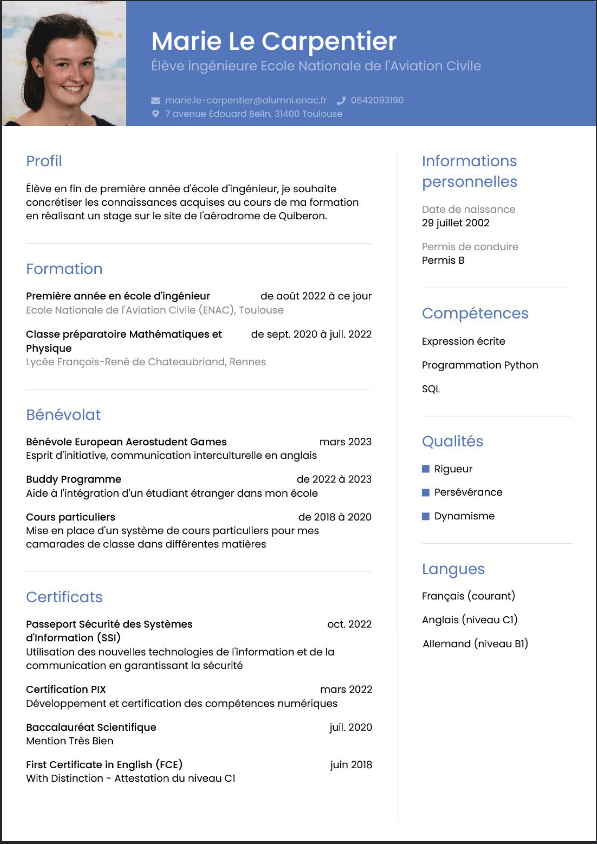 Marie Le Carpentier
Élève ingénieure Ecole Nationale de l'Aviation Civile
marie.le-carpentier@alumni.enac.fr 0642093190
7 avenue Edouard Belin, 31400 Toulouse
Profil
Élève en fin de première année d'école d'ingénieur, je souhaite
concrétiser les connaissances acquises au cours de ma formation
en réalisant un stage sur le site de l'aérodrome de Quiberon.
Formation
Première année en école d'ingénieur de août 2022 à ce jour
Ecole Nationale de l'Aviation Civile (ENAC), Toulouse
Classe préparatoire Mathématiques et de sept. 2020 à juil. 2022
Physique
Lycée François-René de Chateaubriand, Rennes
Bénévolat
Bénévole European Aerostudent Games mars 2023
Esprit d'initiative, communication interculturelle en anglais
Buddy Programme de 2022 à 2023
Aide à l'intégration d'un étudiant étranger dans mon école
Cours particuliers de 2018 à 2020
Mise en place d'un système de cours particuliers pour mes
camarades de classe dans différentes matières
Certificats
Passeport Sécurité des Systèmes oct. 2022
d'Information (SSI)
Utilisation des nouvelles technologies de l'information et de la
communication en garantissant la sécurité
Certification PIX mars 2022
Développement et certification des compétences numériques
Baccalauréat Scientifique juil. 2020
Mention Très Bien
First Certificate in English (FCE) juin 2018
With Distinction - Attestation du niveau C1
Informations
personnelles
Date de naissance
29 juillet 2002
Permis de conduire
Permis B
Compétences
Expression écrite
Programmation Python
SQL
Qualités
Rigueur
Persévérance
Dynamisme
Langues
Français (courant)
Anglais (niveau C1)
Allemand (niveau B1)